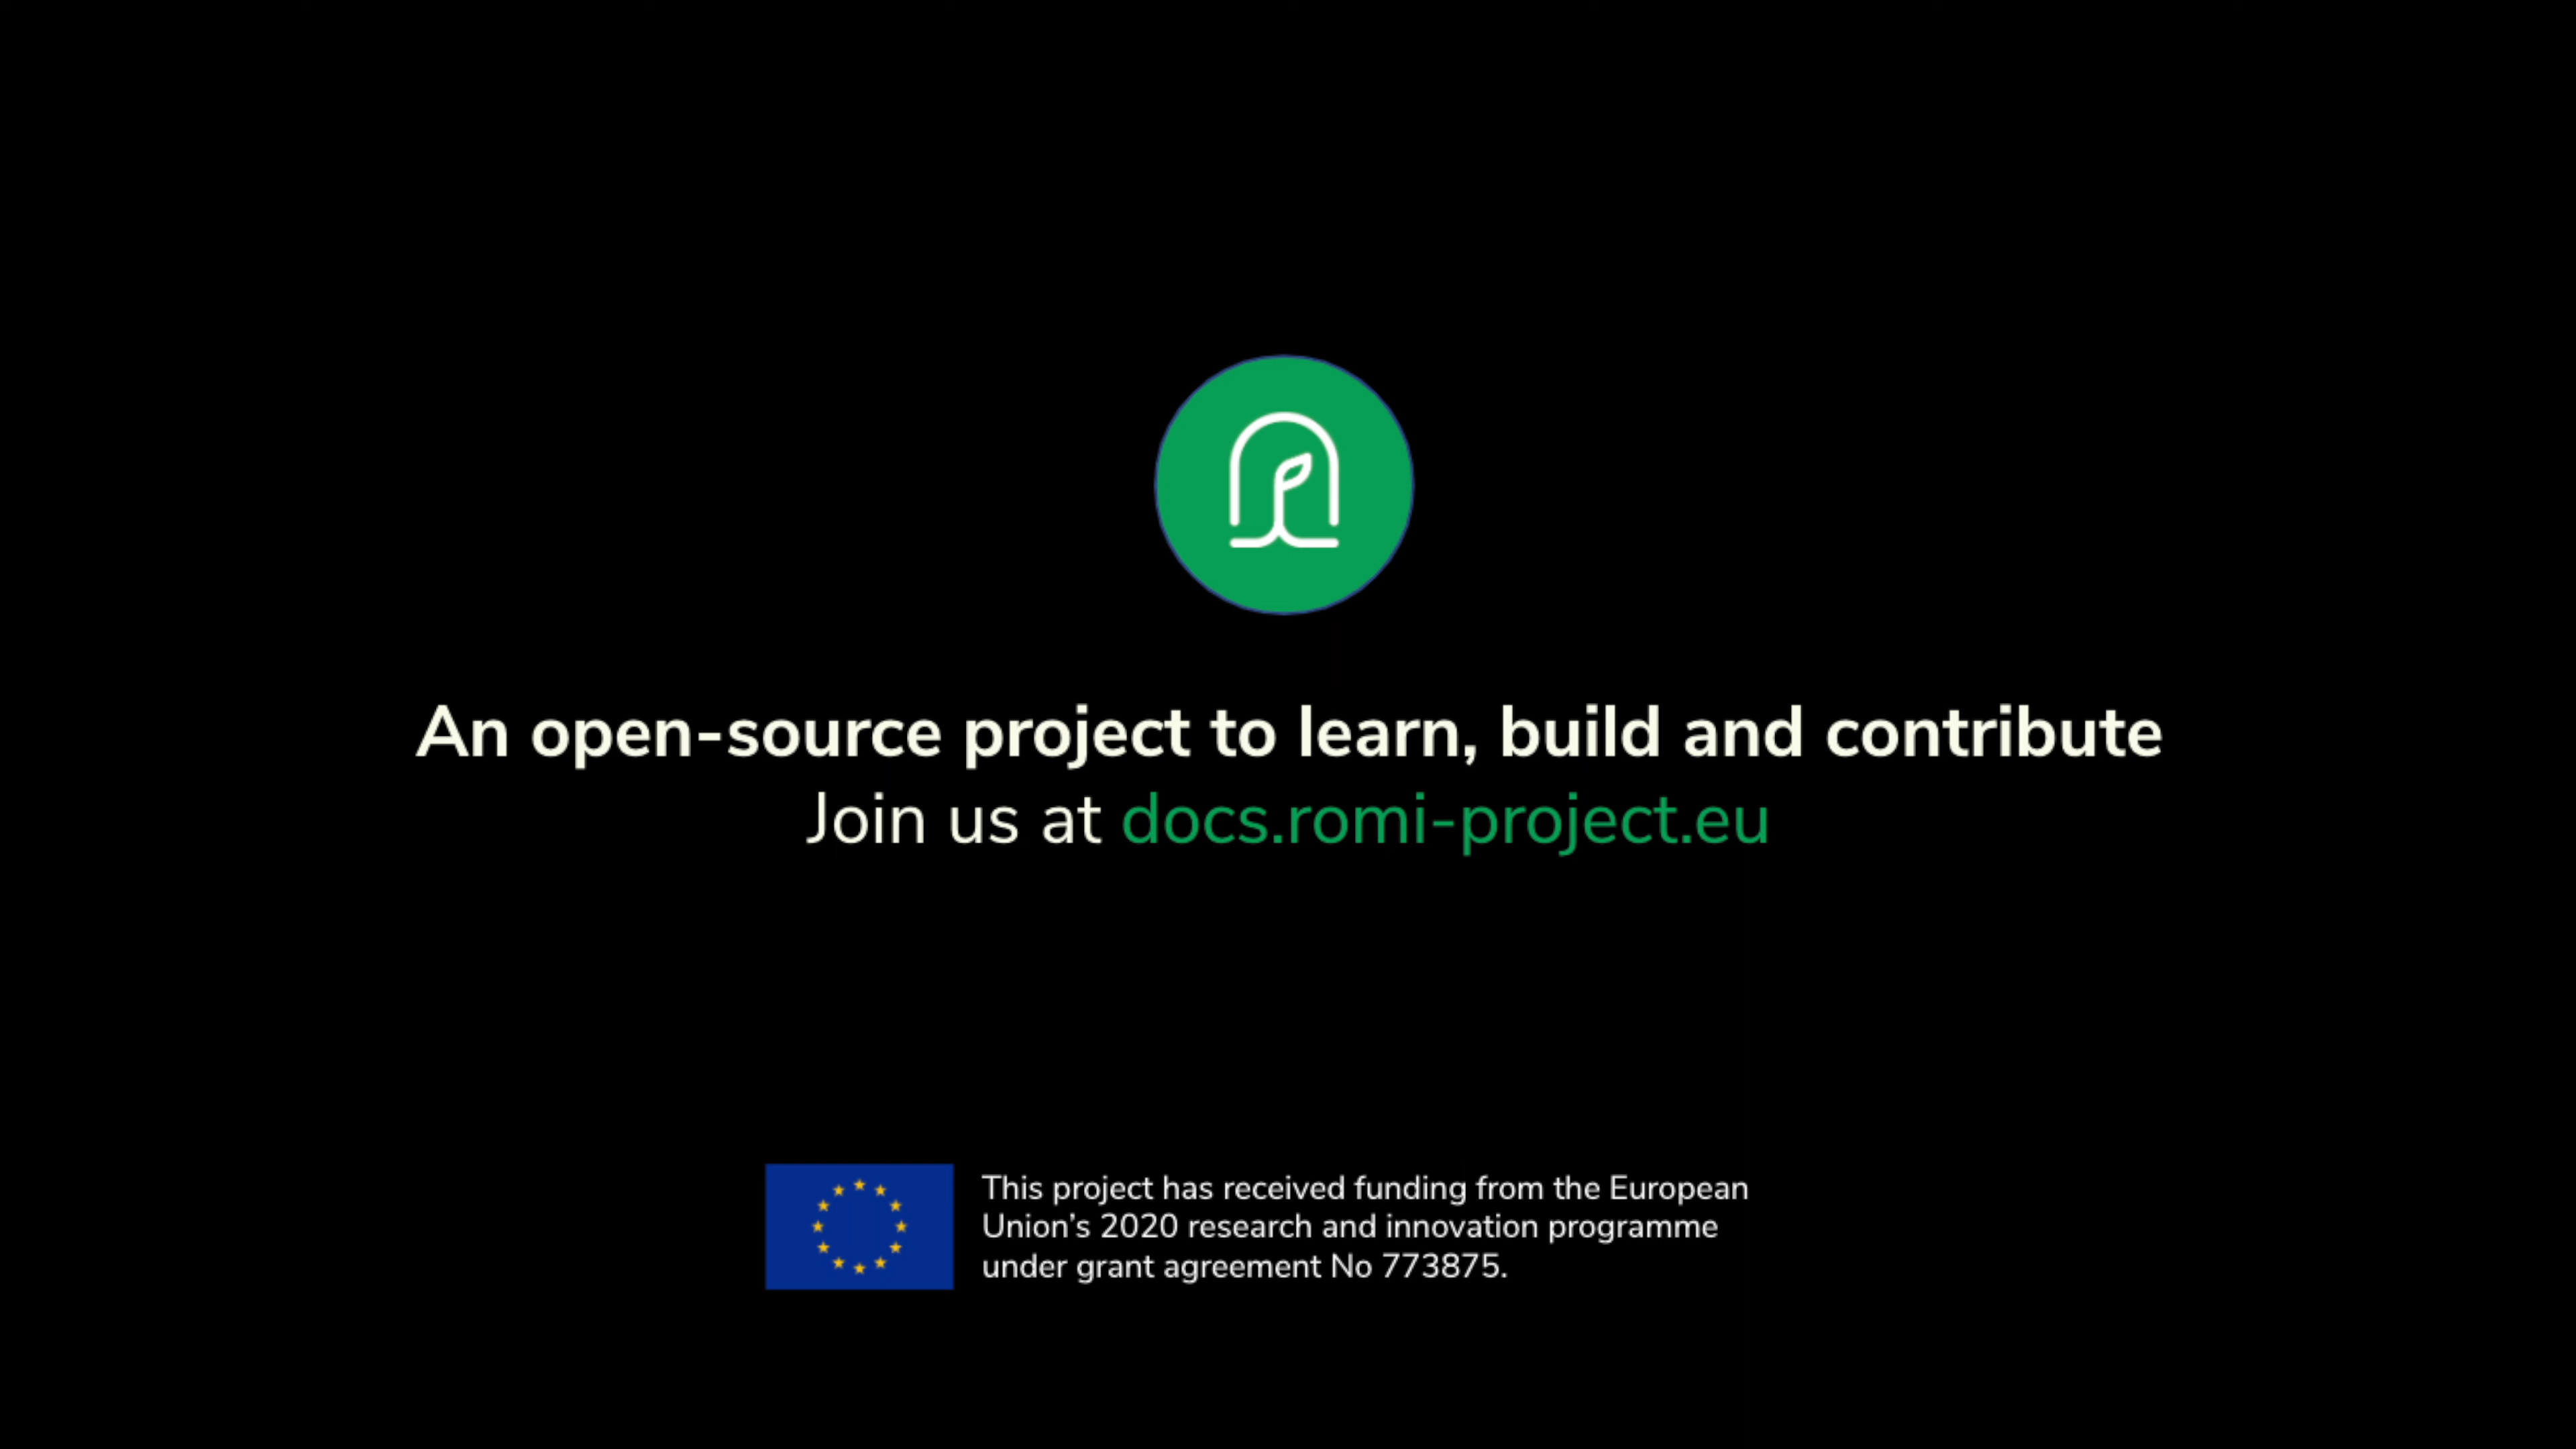 An open-source project to learn, build and contribute
Join us at docs.romi-project.eu
This project has received funding from the European
Union’s 2020 research and innovation programme
under grant agreement No 773875.